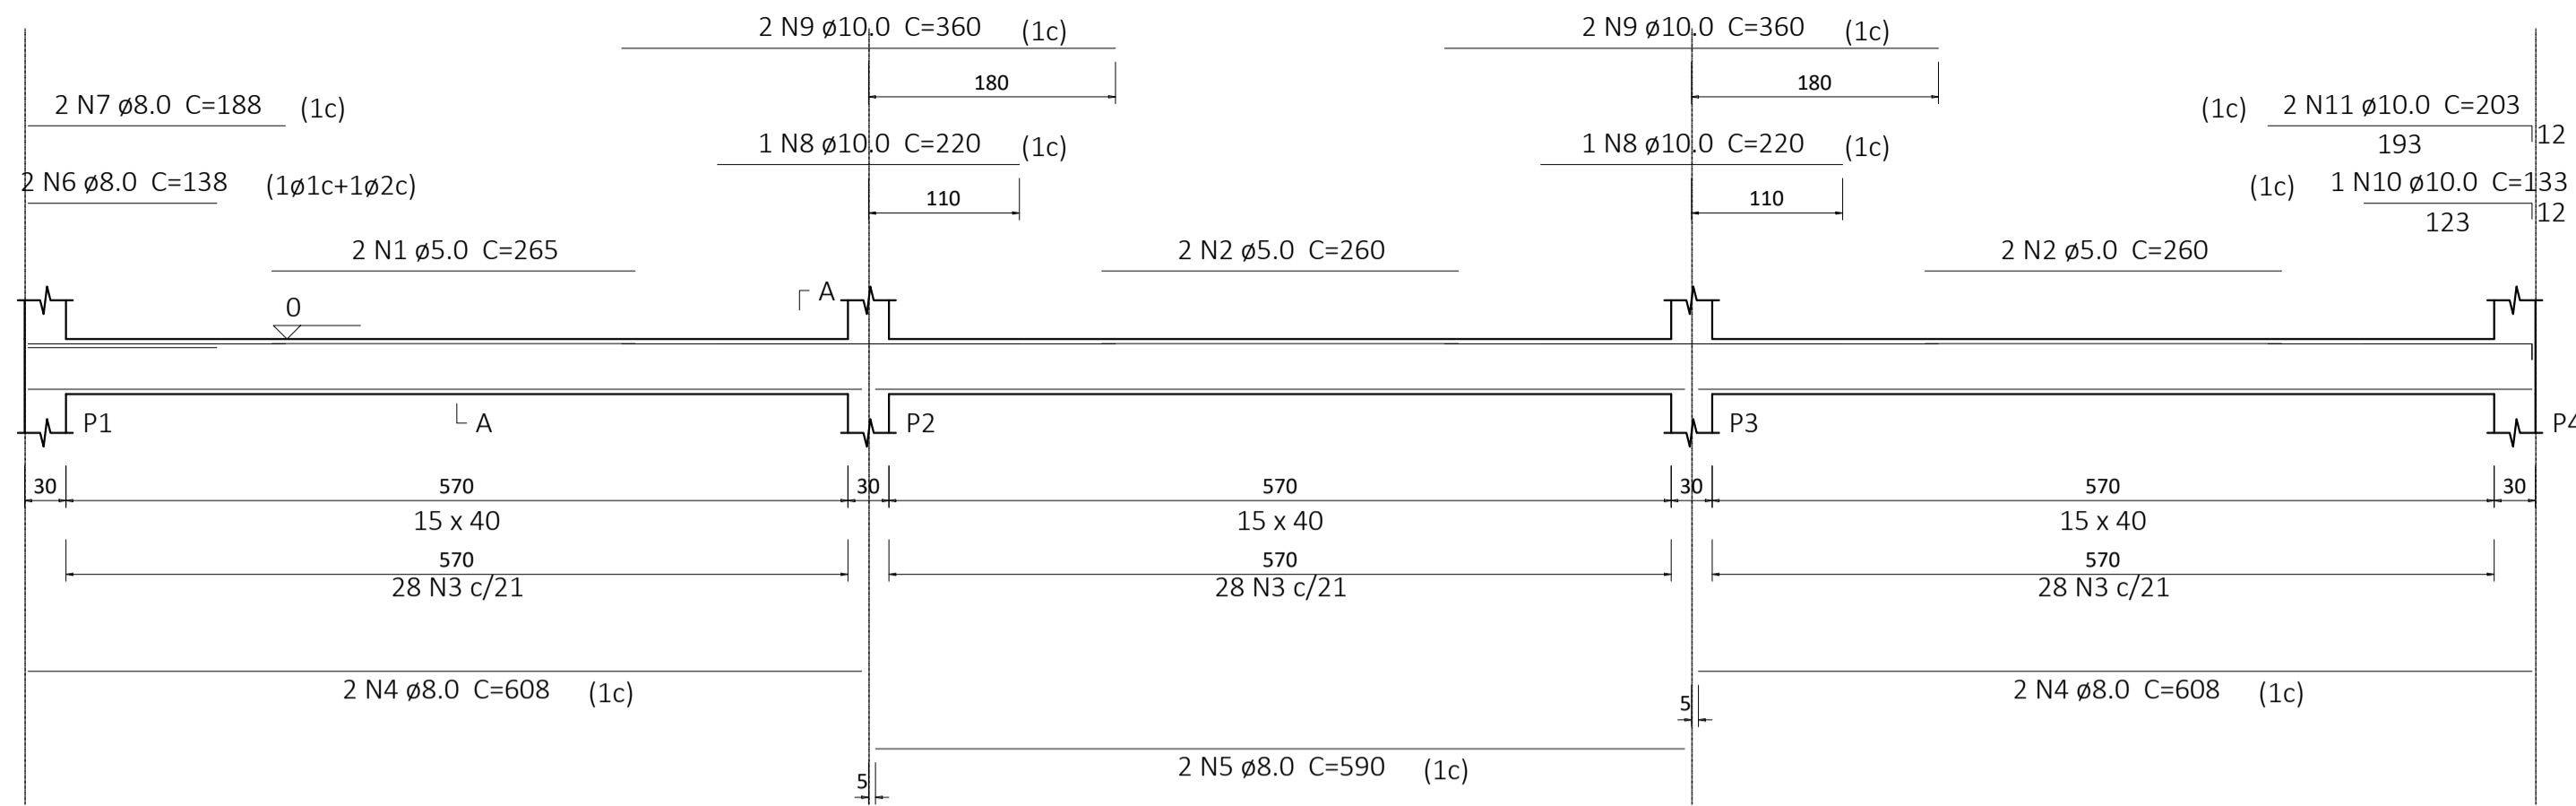 2 N9 ø10.0 C=360 (1c) 2 N9 ø10.0 C=360 (1c)
180 180
2 N7 ø8.0 C=188 (1c) (1c) 2 N11 ø10.0 C=203
12
193
1 N8 ø10.0 C=220 (1c) 1 N8 ø10.0 C=220 (1c)
2 N6 ø8.0 C=138 (1ø1c+1ø2c) (1c) 1 N10 ø10.0 C=133
110 110 12
123
2 N1 ø5.0 C=265 2 N2 ø5.0 C=260 2 N2 ø5.0 C=260
A
0
P1 A P2 P3 P4
30 570 30 570 30 570 30
15 x 40 15 x 40 15 x 40
570 570 570
28 N3 c/21 28 N3 c/21 28 N3 c/21
2 N4 ø8.0 C=608 (1c) 2 N4 ø8.0 C=608 (1c)
5
2 N5 ø8.0 C=590 (1c)
5